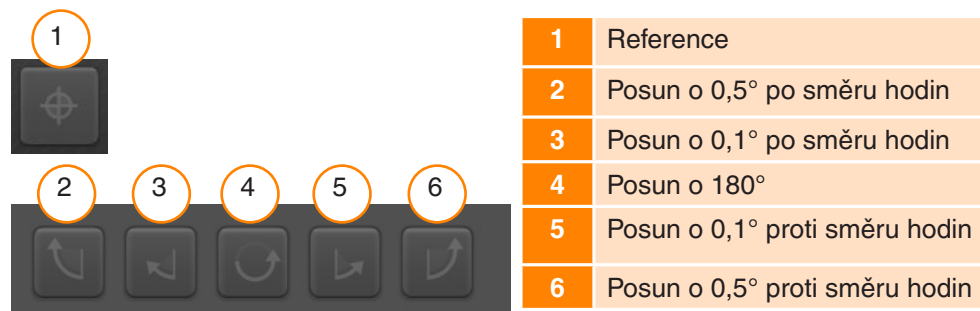 1
2 3 4 5 6
1 Reference
2 Posun o 0,5° po směru hodin
3 Posun o 0,1° po směru hodin
4 Posun o 180°
5 Posun o 0,1° proti směru hodin
6 Posun o 0,5° proti směru hodin